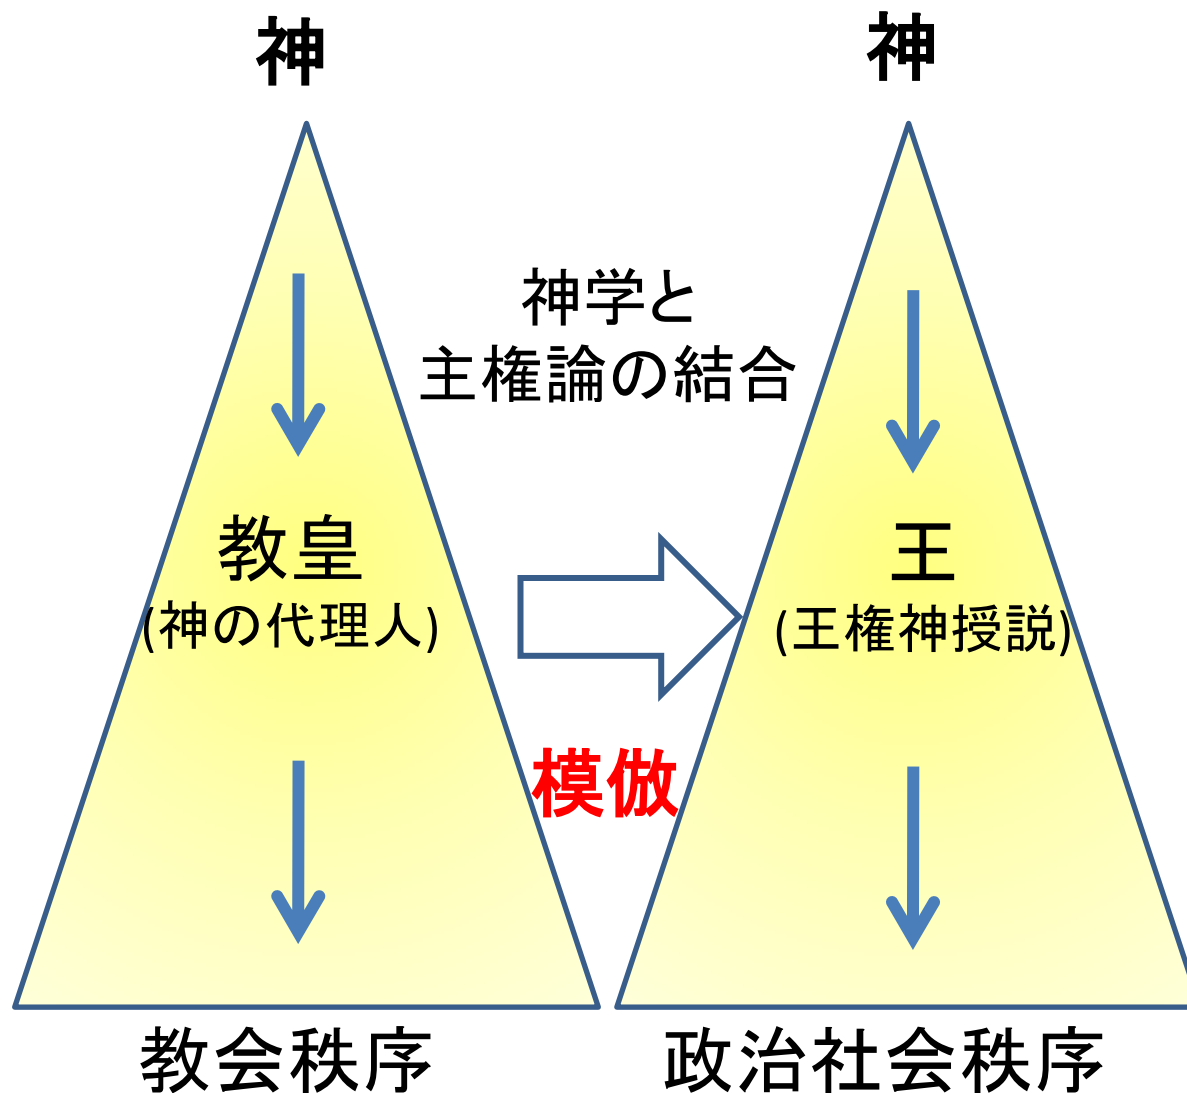 神
神
神学と
主権論の結合
教皇
(神の代理人)
王
(王権神授説)
模倣
教会秩序
政治社会秩序